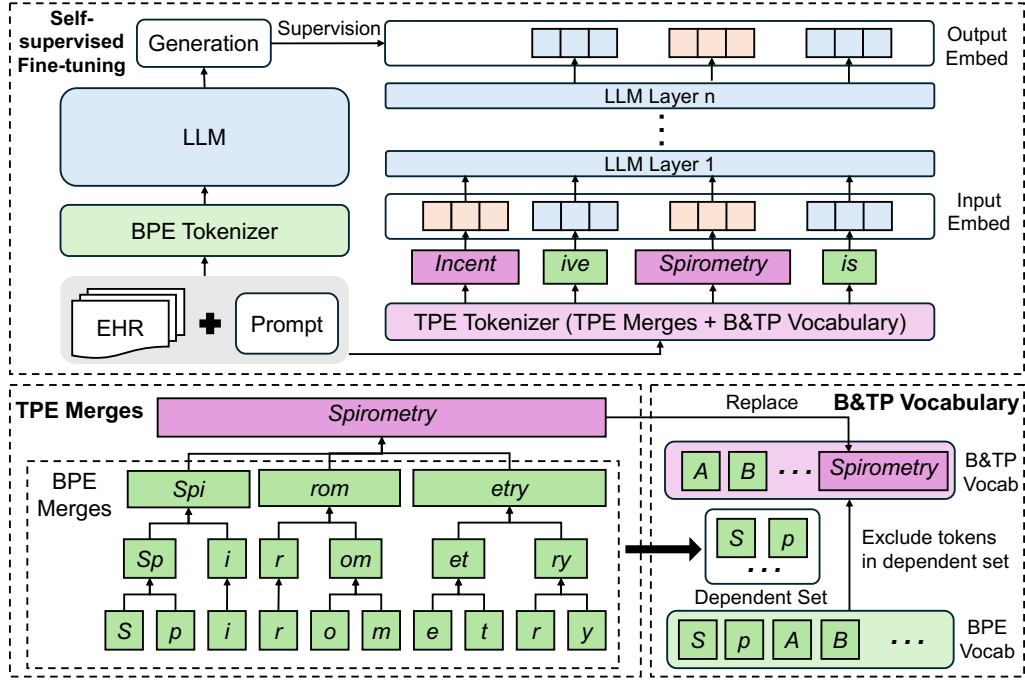 Self-
supervised
Fine-tuning
Generation
Supervision
LLM
BPE Tokenizer
EHR
Prompt
Output
Embed
LLM Layer n
LLM Layer 1
Input
Embed
Incent
ive
Spirometry
is
TPE Tokenizer (TPE Merges + B&TP Vocabulary)
TPE Merges
Spirometry
BPE
Merges
Spi
rom
etry
Sp
i
r
om
et
ry
S
p
i
r
o
m
e
t
r
y
Replace
B&TP Vocabulary
A
B
...
Spirometry
B&TP
Vocab
S
p
...
Dependent Set
Exclude tokens
in dependent set
S
p
A
B
...
BPE
Vocab